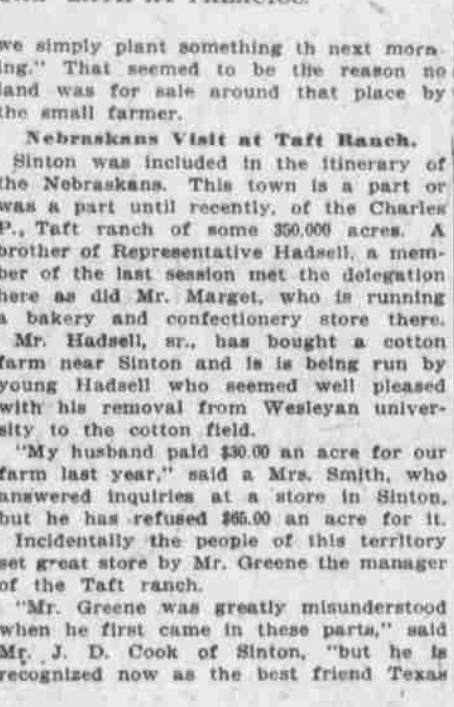 we simply plant something th next morn-
ing." That seemed to be the reason no
land was for sale around that place by
the small farmer.
Nebraskans Visit at Taft Ranch.
Sinton was included in the itinerary of
the Nebraskans. This town is a part or
was a part until recently, of the Charles
P., Taft ranch of some 350,000 acres. A
brother of Representative Hadsell, a mem-
ber of the last session met the delegation
here as did Mr. Marget, who is running
a bakery and confectionery store there.
Mr. Hadsell, sr., has bought a cotton
farm near Sinton and is is being run by
young Hadsell who seemed well pleased
with his removal from Wesleyan univer-
sity to the cotton field.
"My husband paid $30.00 an acre for our
farm last year," said a Mrs. Smith, who
answered inquiries at a store in Sinton,
but he has refused $65.00 an acre for it.
Incidentally the people of this territory
set great store by Mr. Greene the manager
of the Taft ranch.
"Mr. Greene was greatly misunderstood
when he first came in these parts," said
Mr. J. D. Cook of Sinton, "but he is
recognized now as the best friend Texas